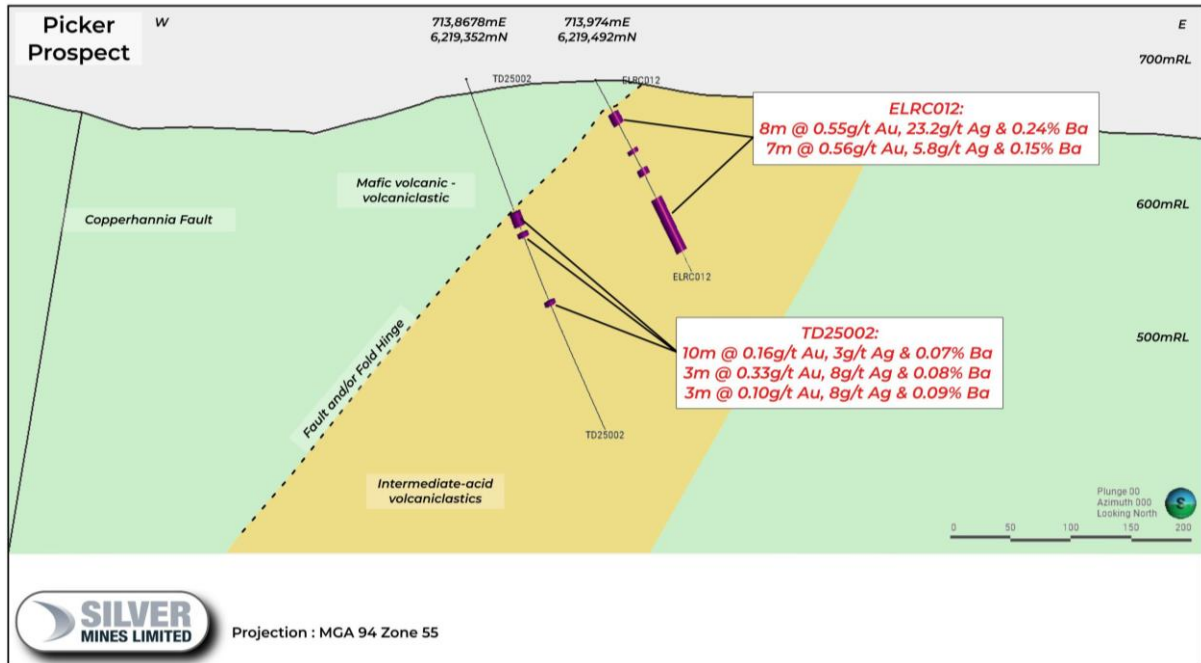 Picker
Prospect
W
713,8678mE
6,219,352mN
713,974mE
6,219,492mN
E
700mRL
TD25002
ELRC012
ELRC012:
8m @ 0.55g/t Au, 23.2g/t Ag & 0.24% Ba
7m @ 0.56g/t Au, 5.8g/t Ag & 0.15% Ba
Mafic volcanic -
volcaniclastic
Copperhannia Fault
600mRL
ELRC012
TD25002:
10m @ 0.16g/t Au, 3g/t Ag & 0.07% Ba
3m @ 0.33g/t Au, 8g/t Ag & 0.08% Ba
3m @ 0.10g/t Au, 8g/t Ag & 0.09% Ba
500mRL
Fault and/or Fold Hinge
TD25002
Intermediate-acid
volcaniclastics
Plunge 00
Azimuth 000
Looking North
0 50 100 150 200
SILVER
MINES LIMITED
Projection : MGA 94 Zone 55